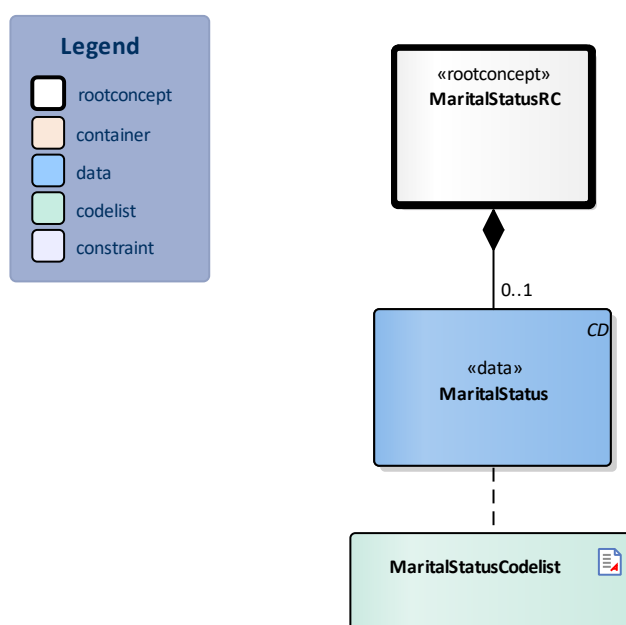 Legend
rootconcept
container
data
codelist
constraint
«rootconcept»
MaritalStatusRC
0..1
CD
«data»
MaritalStatus
MaritalStatusCodelist